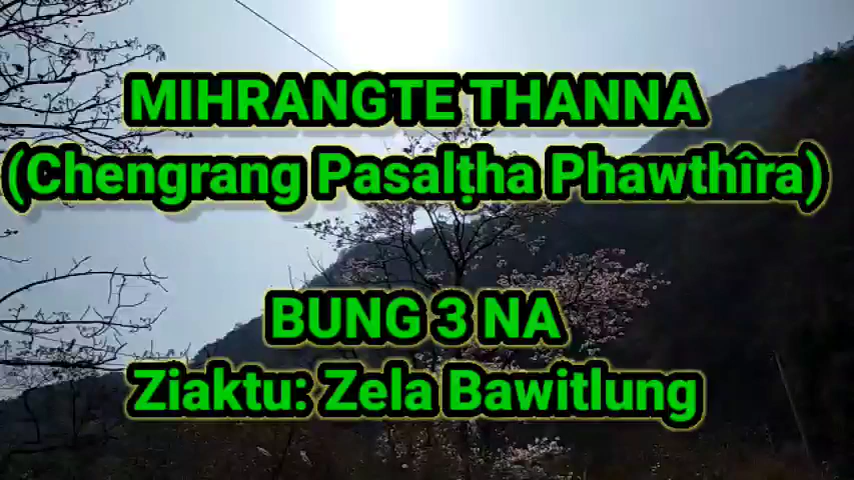 MIHRANGTE THANNA
(Chengrang Pasalṭha Phawthîra)
BUNG 3 NA
Ziaktu: Zela Bawitlung